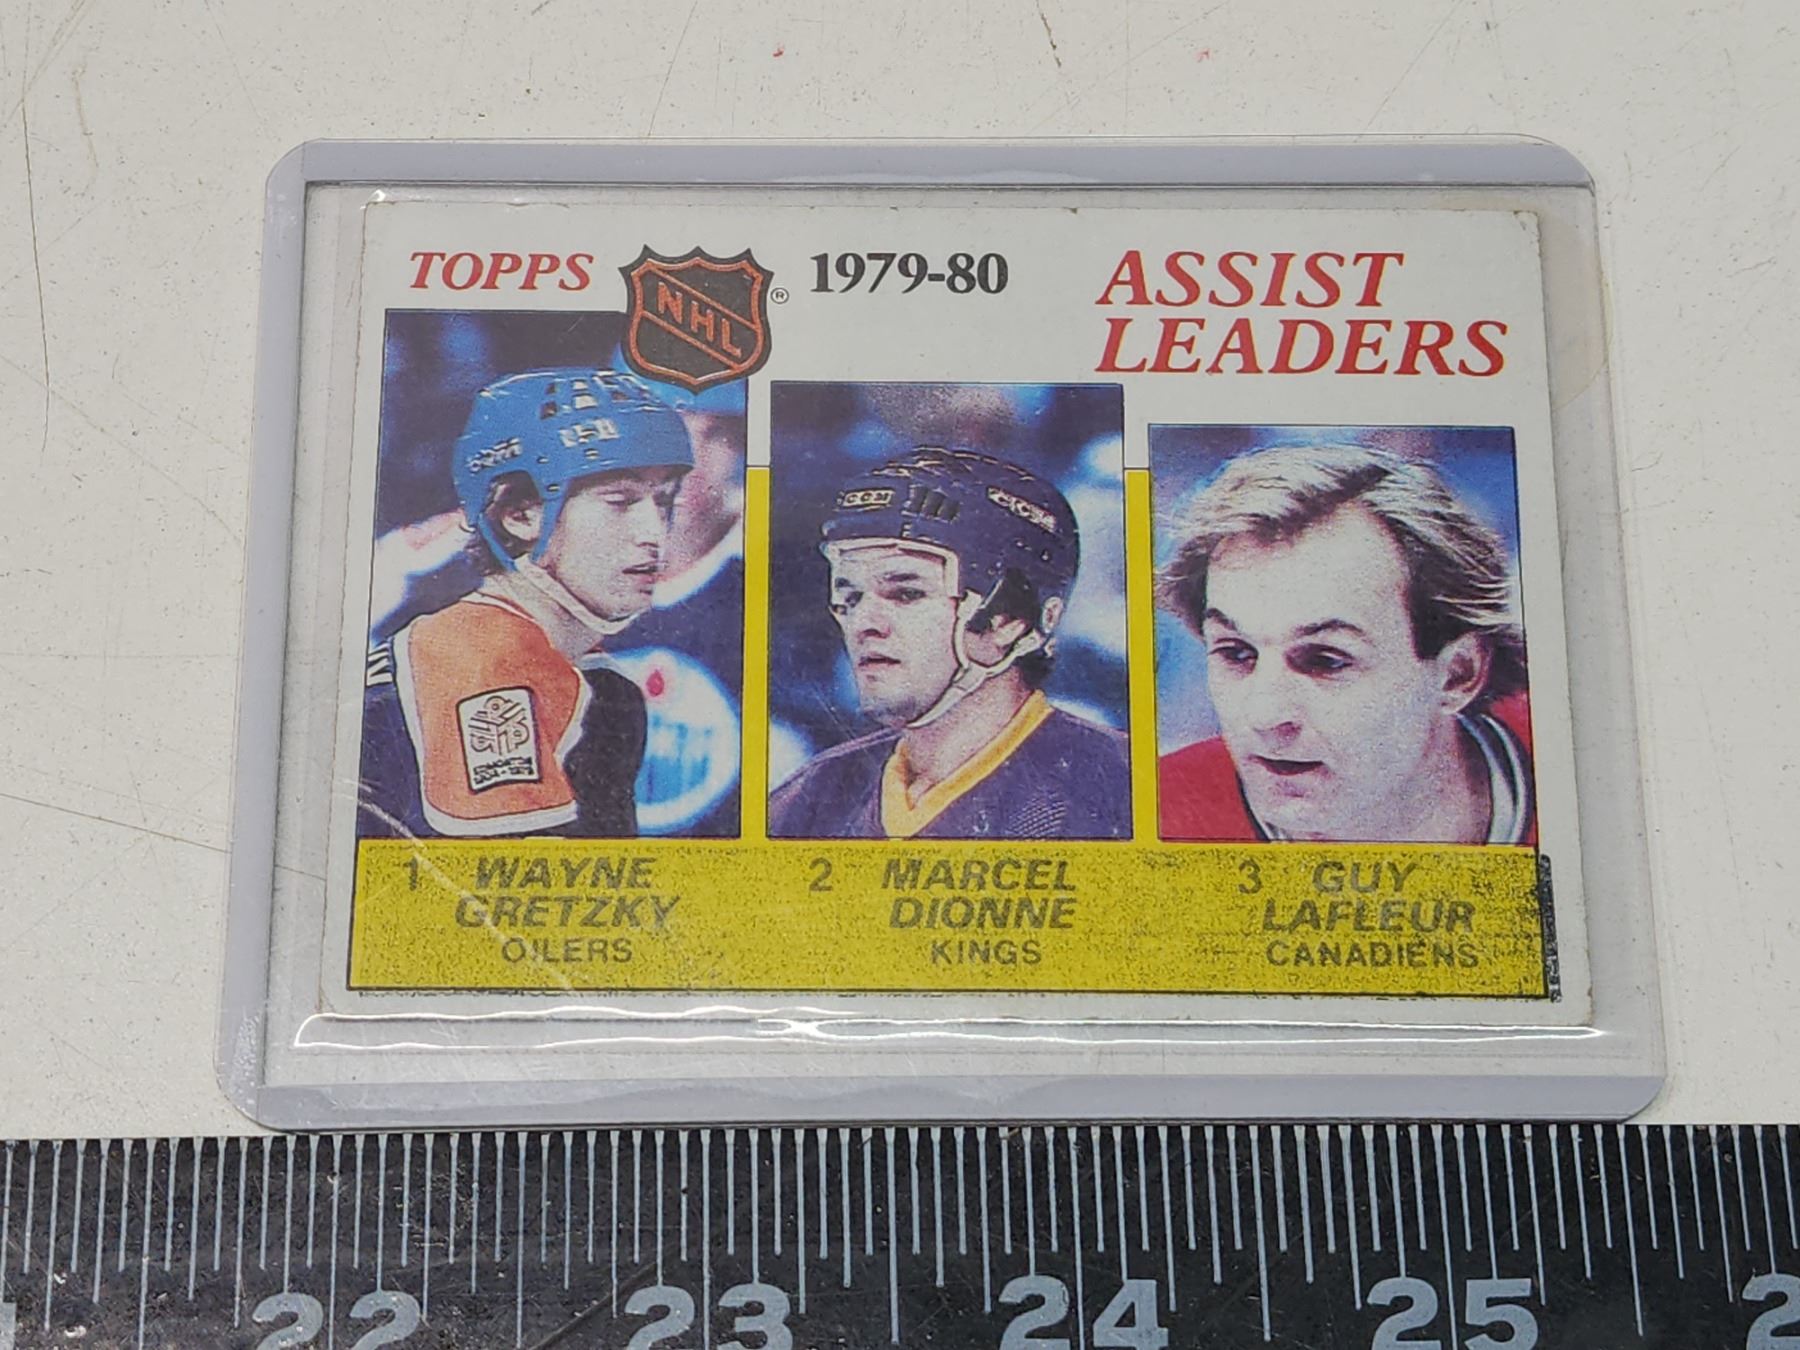 TOPPS NHL ® 1979-80 ASSIST
LEADERS
CCM
1 WAYNE
GRETZKY
OILERS
2 MARCEL
DIONNE
KINGS
3 GUY
LAFLEUR
CANADIENS
22 23 24 25